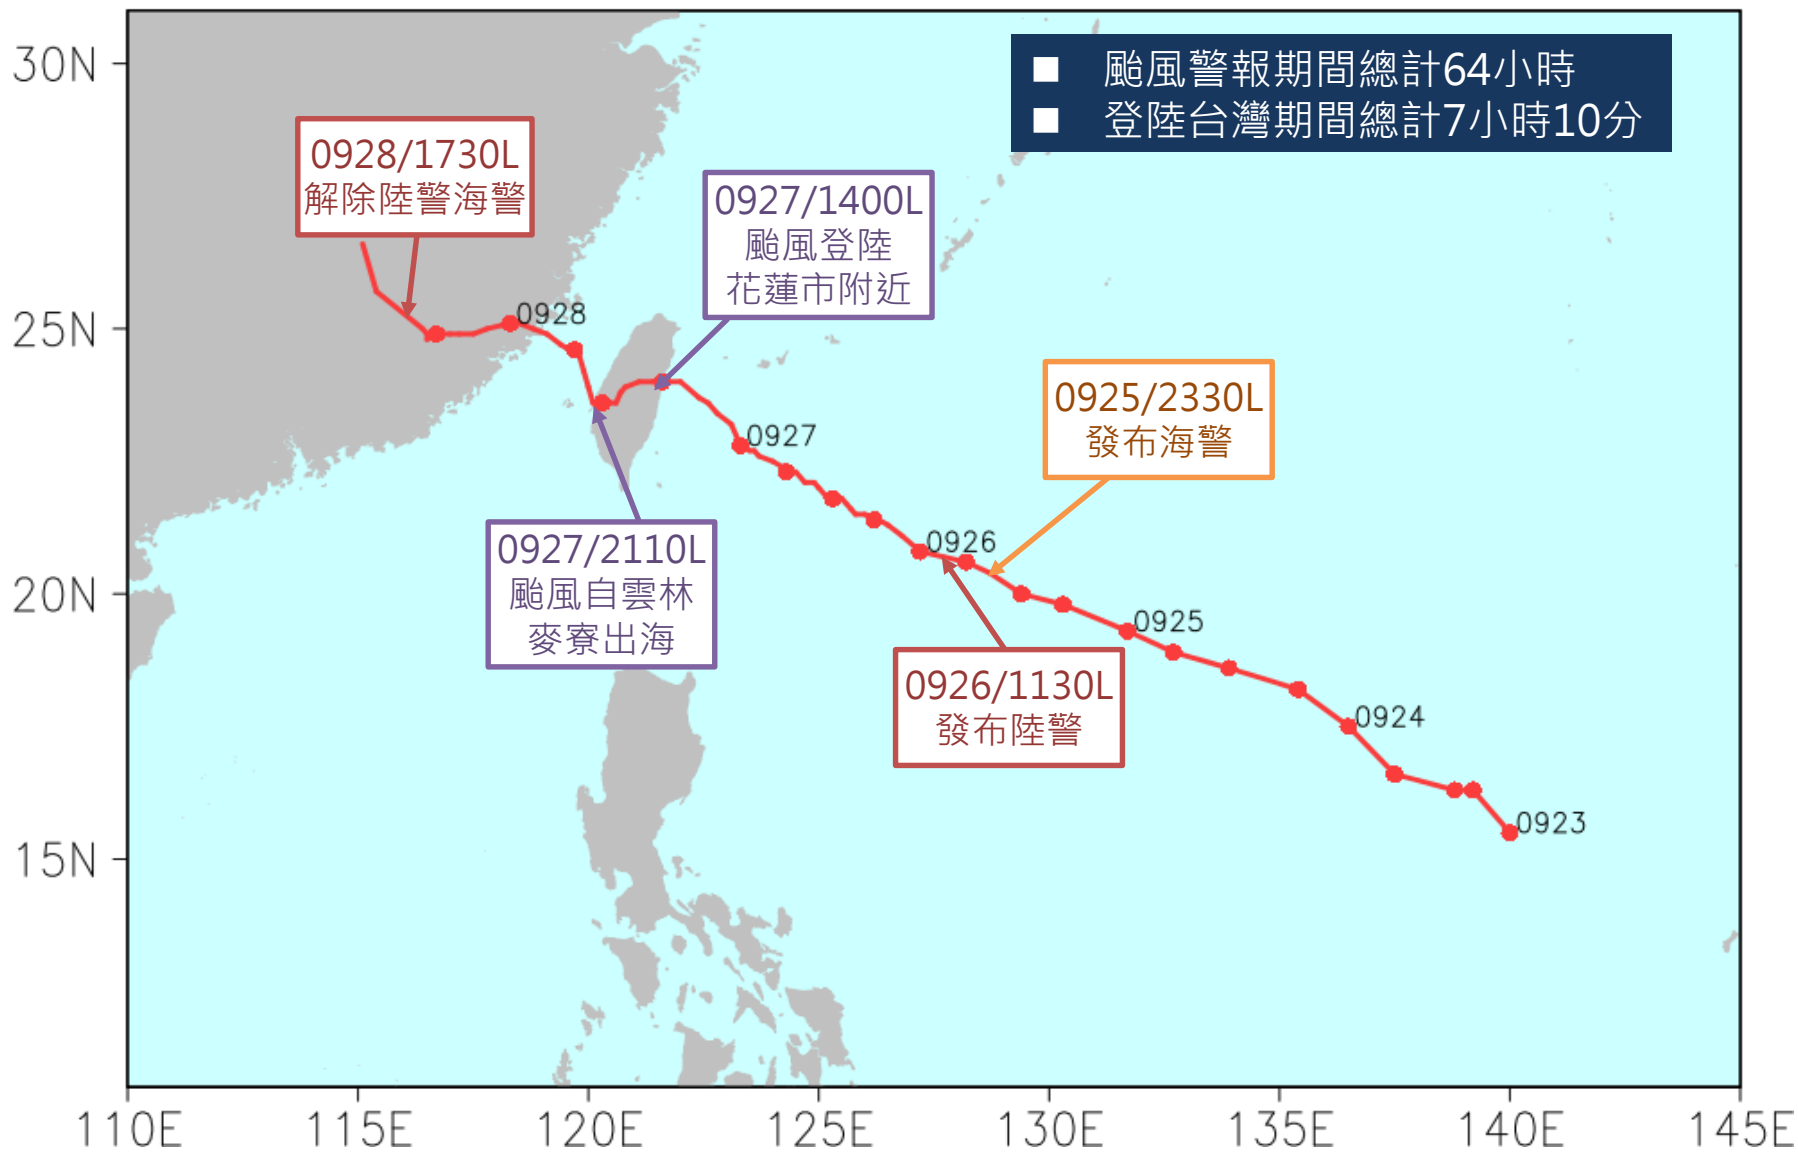 30N
25N
20N
15N
■ 颱風警報期間總計64小時
■ 登陸台灣期間總計7小時10分
0928/1730L
解除陸警海警
0927/1400L
颱風登陸
花蓮市附近
0925/2330L
發布海警
0927/2110L
颱風自雲林
麥寮出海
0926/1130L
發布陸警
0928
0927
0926
0925
0924
0923
110E
115E
120E
125E
130E
135E
140E
145E